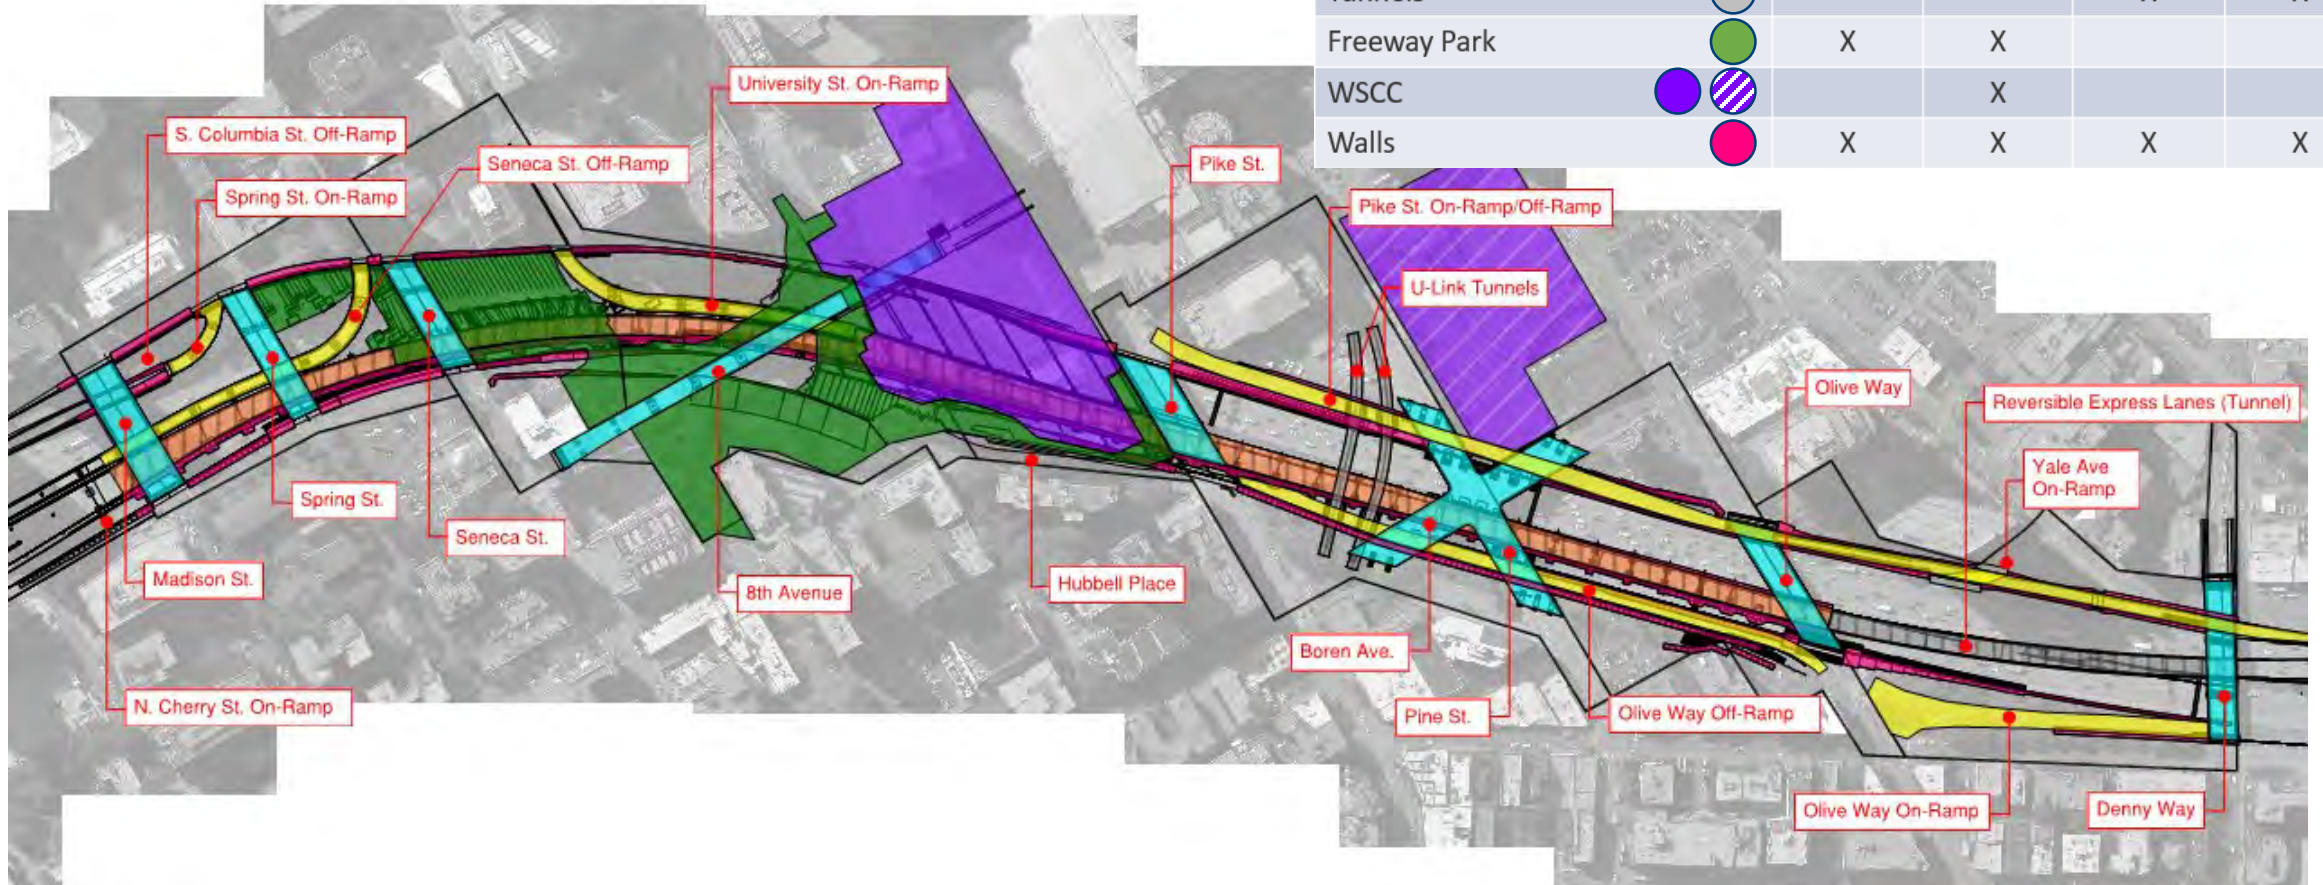 Freeway Park X X
WSCC X
Walls X X X X
University St. On-Ramp
S. Columbia St. Off-Ramp
Seneca St. Off-Ramp
Pike St.
Spring St. On-Ramp
Pike St. On-Ramp/Off-Ramp
U-Link Tunnels
Olive Way
Reversible Express Lanes (Tunnel)
Yale Ave
On-Ramp
Spring St.
Seneca St.
Madison St.
8th Avenue
Hubbell Place
Boren Ave.
N. Cherry St. On-Ramp
Pine St.
Olive Way Off-Ramp
Olive Way On-Ramp
Denny Way